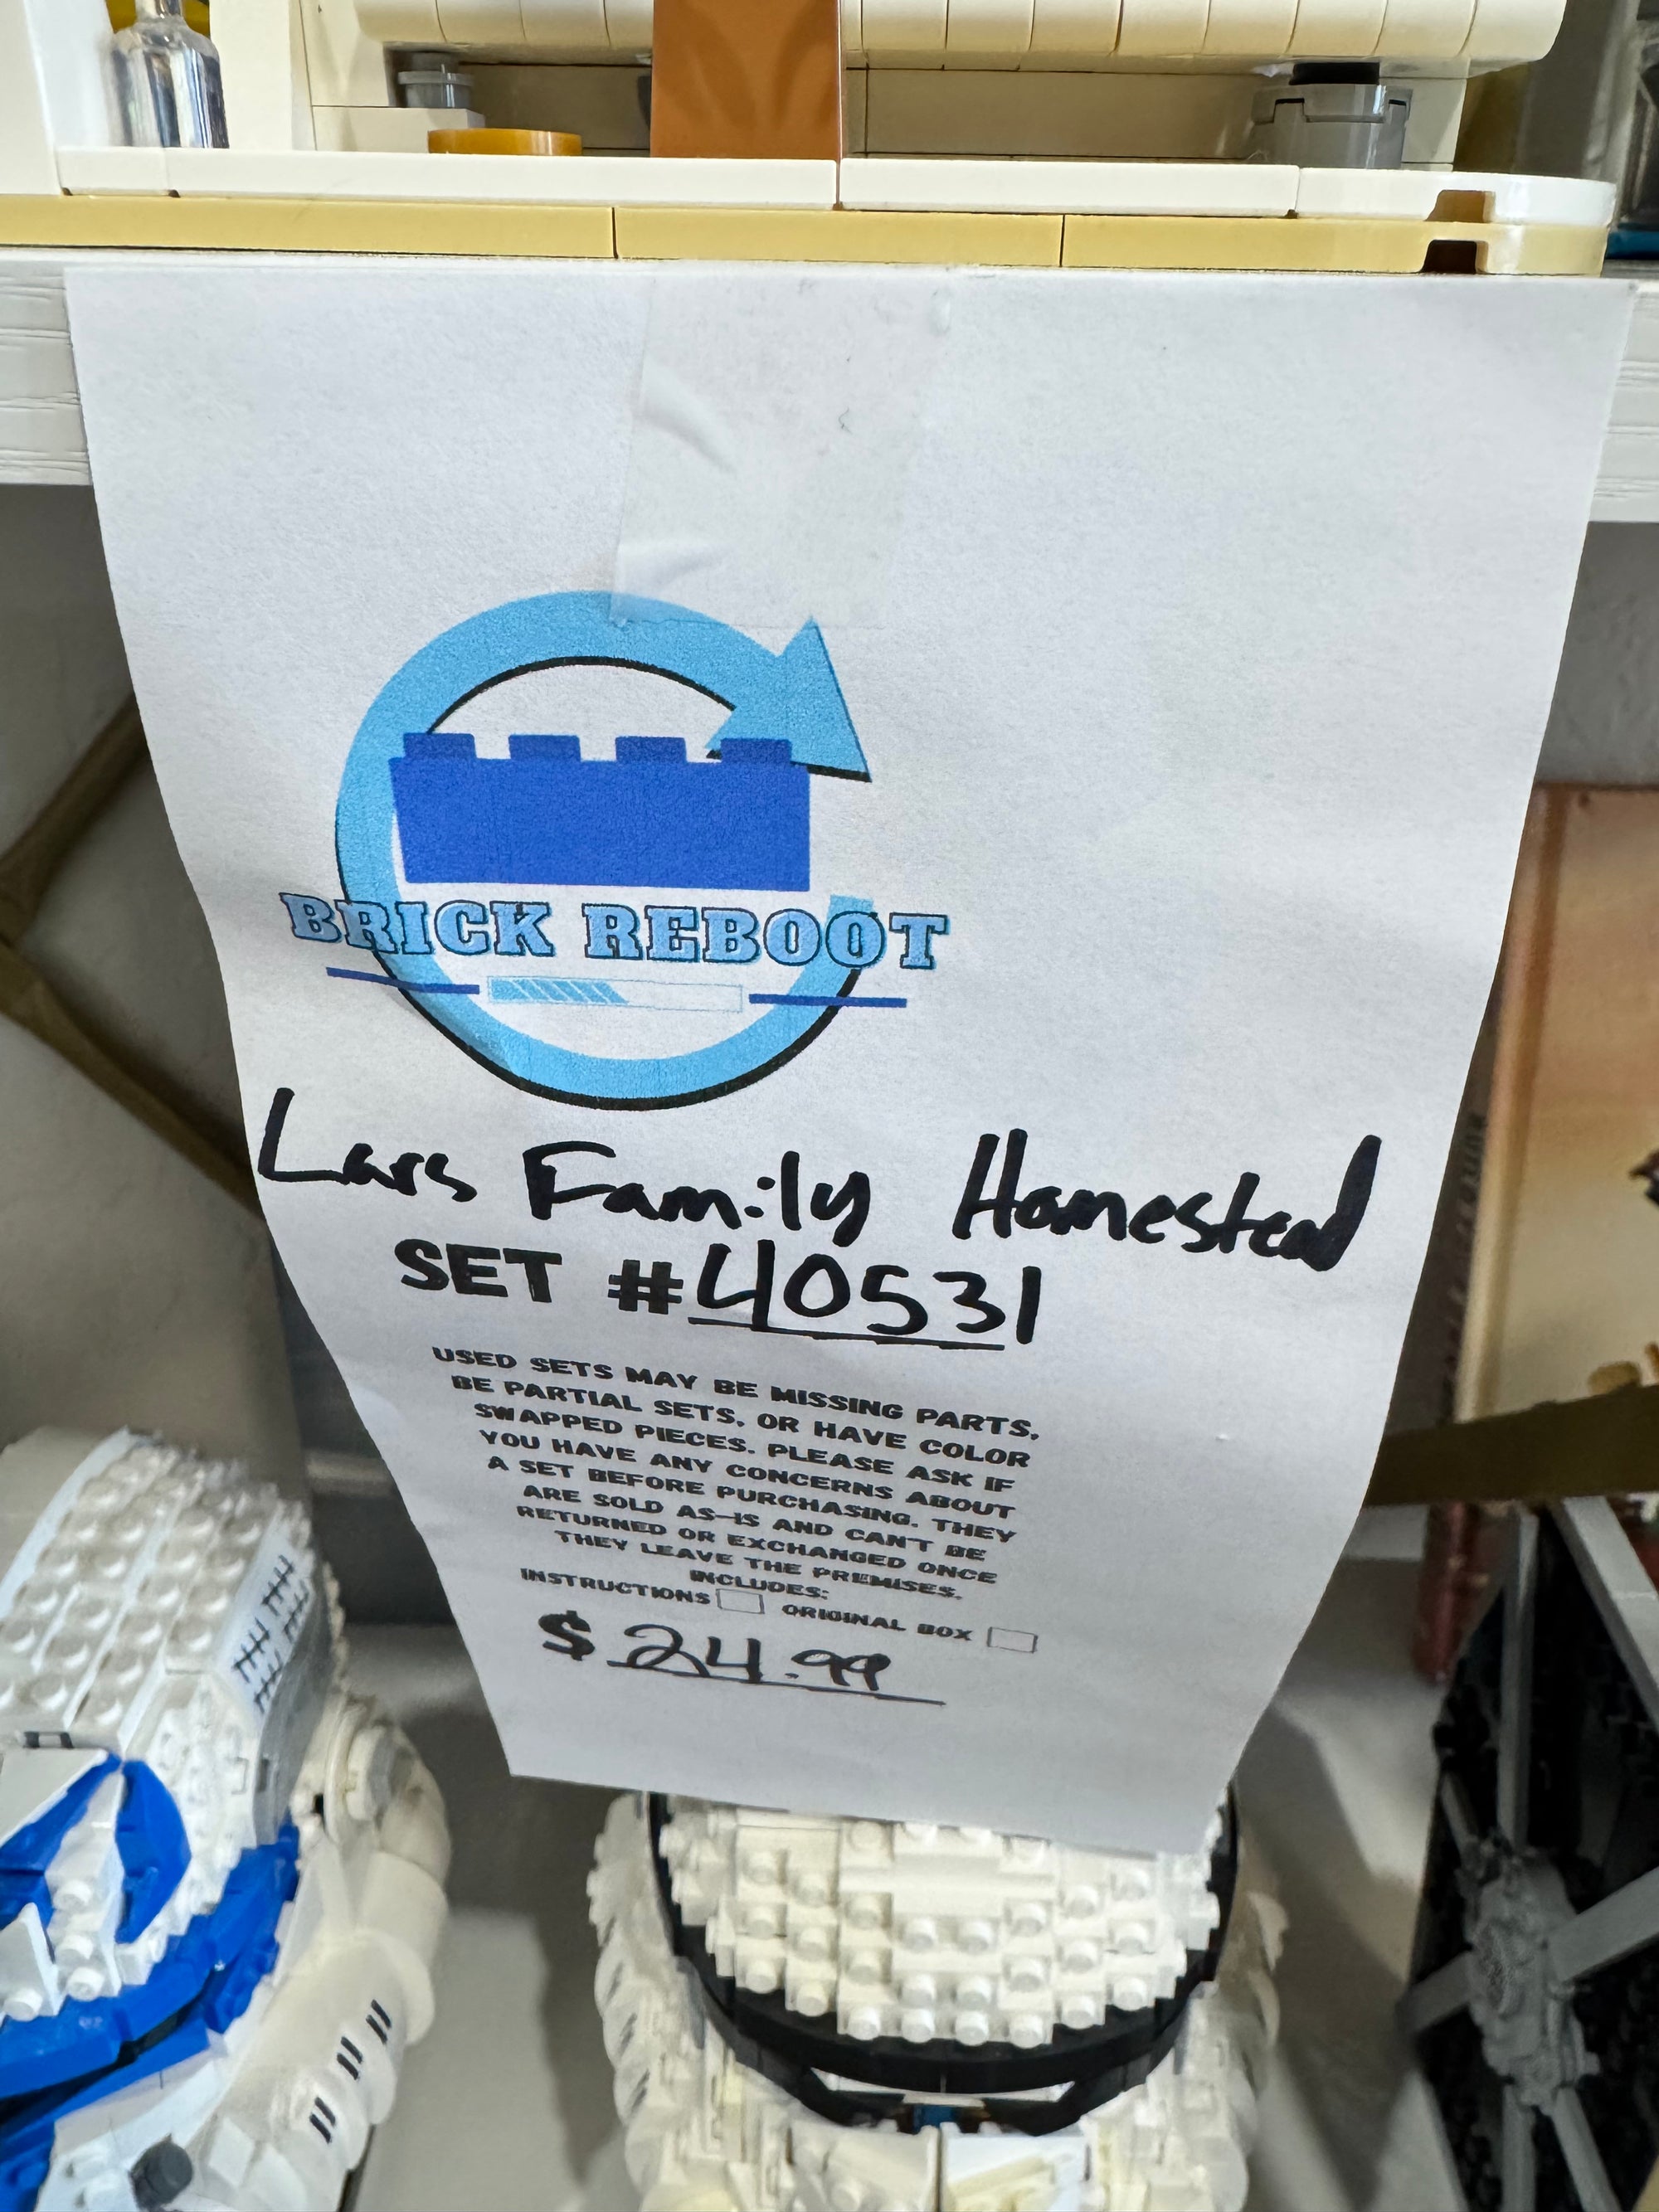 BRICK REBOOT
Lars Family Homestead
SET #40531
USED SETS MAY BE MISSING PARTS,
BE PARTIAL SETS, OR HAVE COLOR
SWAPPED PIECES. PLEASE ASK IF
YOU HAVE ANY CONCERNS ABOUT
A SET BEFORE PURCHASING. THEY
ARE SOLD AS-IS AND CAN'T BE
RETURNED OR EXCHANGED ONCE
THEY LEAVE THE PREMISES.
INCLUDES:
INSTRUCTIONS ORIGINAL BOX
$ 24.99